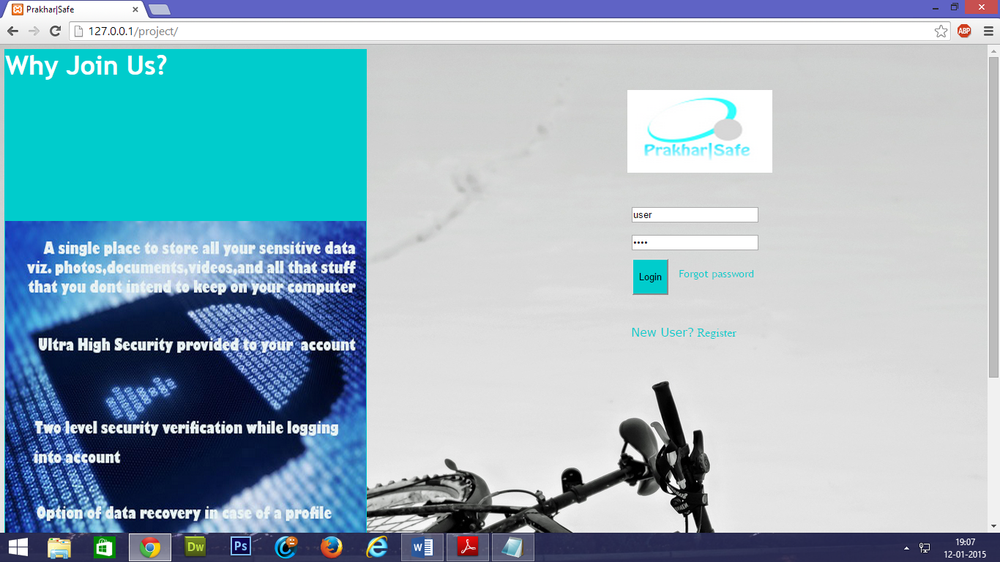 Prakhar|Safe
127.0.0.1/project/
ABP
Why Join Us?
A single place to store all your sensitive data
viz. photos,documents,videos,and all that stuff
that you dont intend to keep on your computer
Ultra High Security provided to your account
Two level security verification while logging
into account
Option of data recovery in case of a profile
Prakhar|Safe
user
••••
Login
Forgot password
New User? Register
Dw
Ps
19:07
12-01-2015